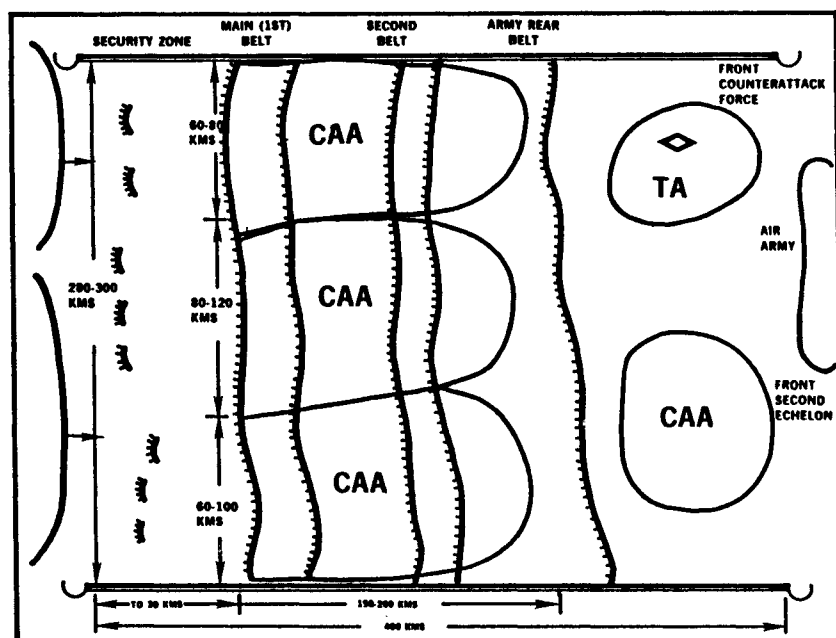 SECURITY ZONE
MAIN (1ST)
BELT
SECOND
BELT
ARMY REAR
BELT
FRONT
COUNTERATTACK
FORCE
60-80
KMS
CAA
TA
AIR
ARMY
280-300
KMS
80-120
KMS
CAA
FRONT
SECOND
ECHELON
CAA
60-100
KMS
CAA
TO 30 KMS
150-200 KMS
400 KMS